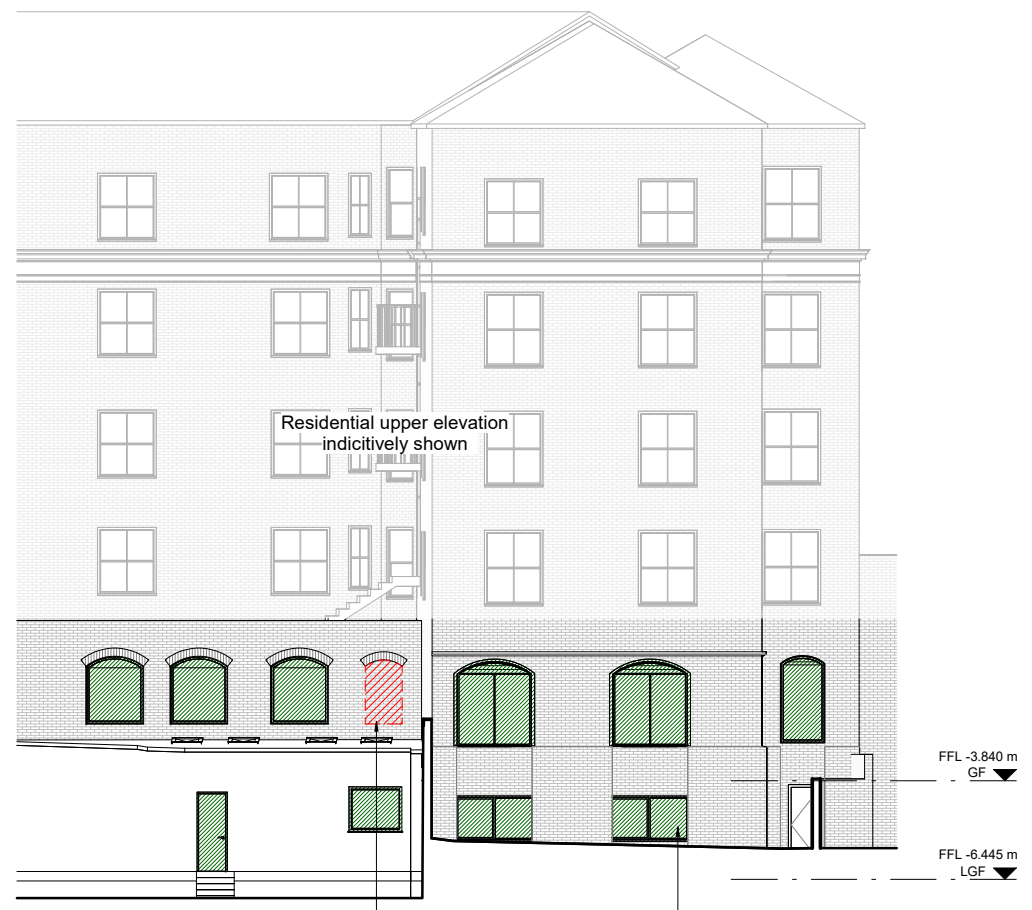 Residential upper elevation
indicitively shown
FFL -3.840 m
GF
FFL -6.445 m
LGF